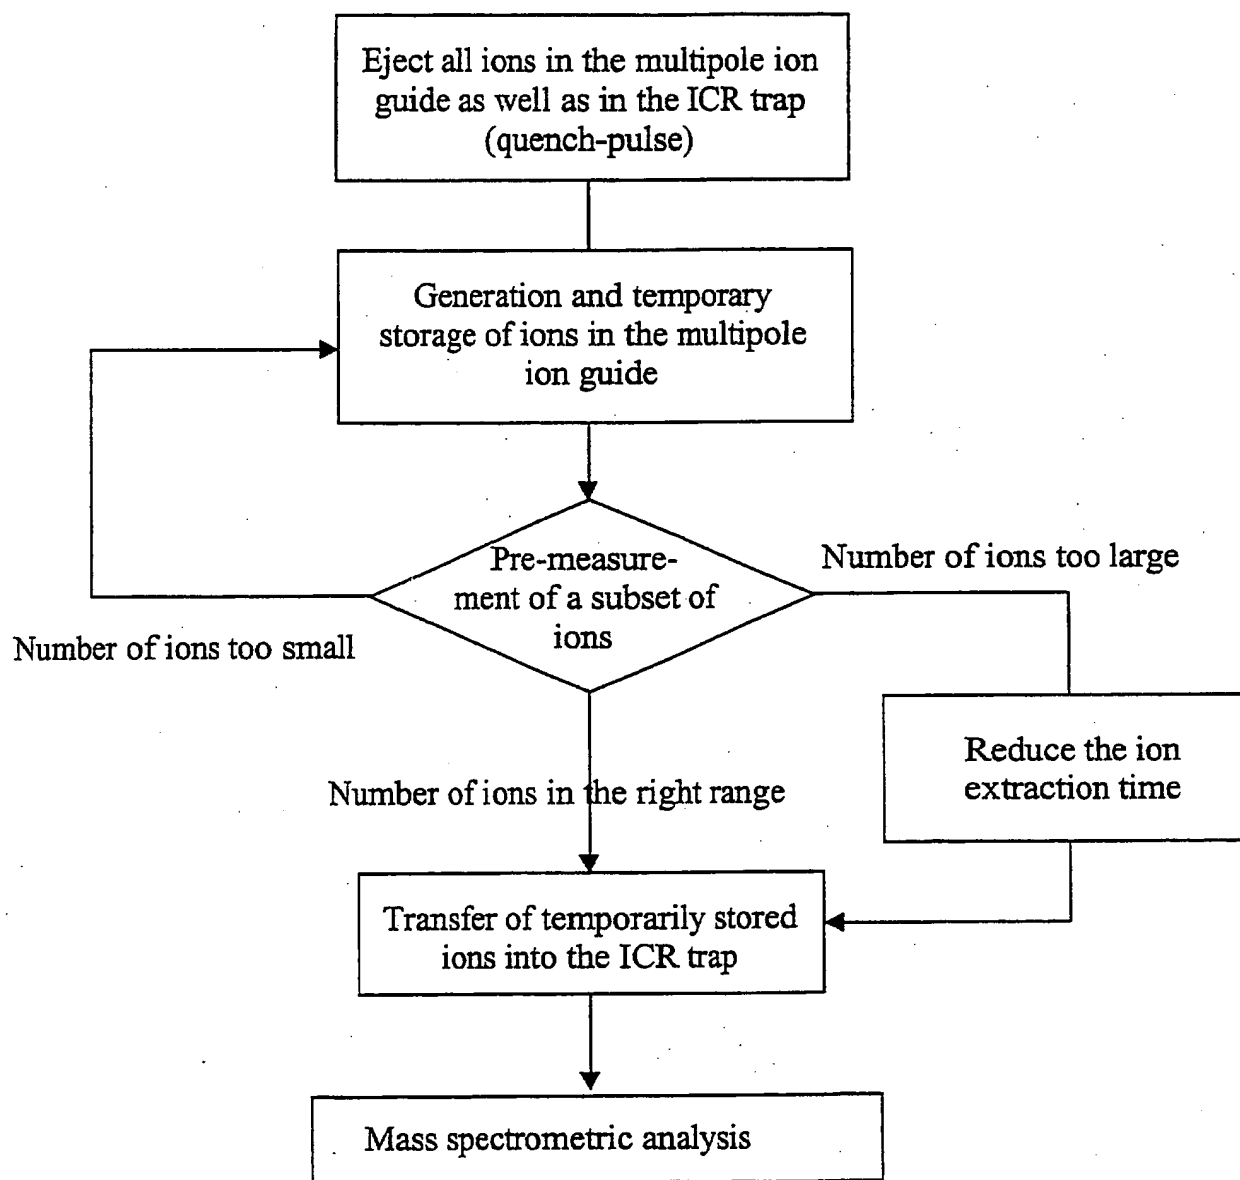 Eject all ions in the multipole ion
guide as well as in the ICR trap
(quench-pulse)
Generation and temporary
storage of ions in the multipole
ion guide
Pre-measure-
ment of a subset of
ions
Number of ions too large
Number of ions too small
Reduce the ion
extraction time
Number of ions in the right range
Transfer of temporarily stored
ions into the ICR trap
Mass spectrometric analysis